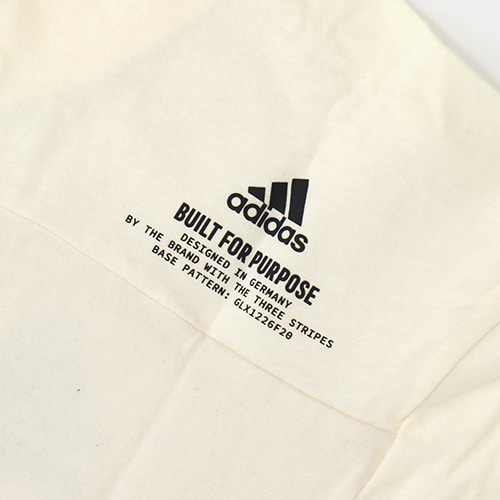 adidas
BUILT FOR PURPOSE
DESIGNED IN GERMANY
BY THE BRAND WITH THE THREE STRIPES
BASE PATTERN: GLX1226F20